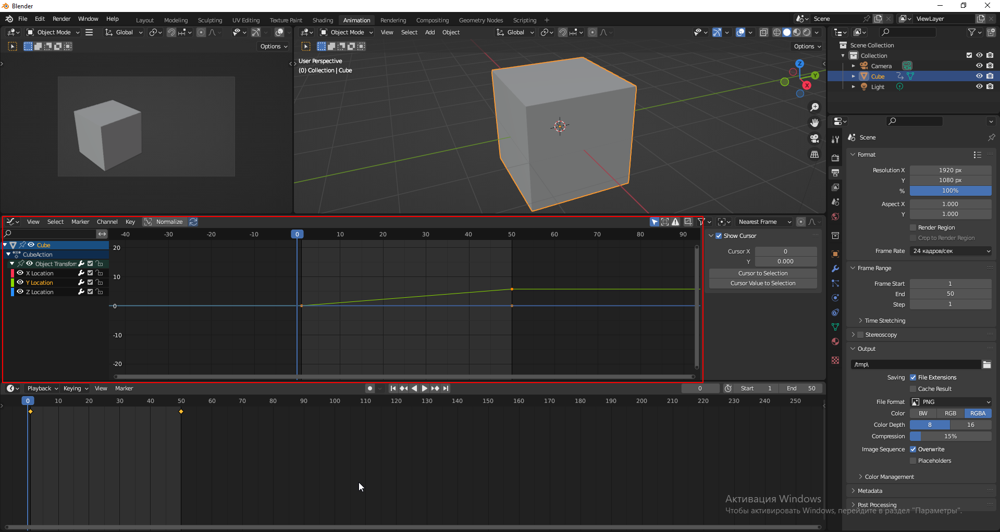 Blender
File Edit Render Window Help Layout Modeling Sculpting UV Editing Texture Paint Shading Animation Rendering Compositing Geometry Nodes Scripting + Scene ViewLayer
Object Mode Global Object Mode View Select Add Object Global
Options Options
User Perspective
(0) Collection | Cube
Z
Y
X
Scene Collection
Collection
Camera
Cube
Light
Scene
Format
Resolution X 1920 px
Y 1080 px
% 100%
Aspect X 1.000
Y 1.000
Render Region
Crop to Render Region
Frame Rate 24 кадров/сек
Frame Range
Frame Start 1
End 50
Step 1
Time Stretching
Stereoscopy
Output
/tmp\
Saving File Extensions
Cache Result
File Format PNG
Color BW RGB RGBA
Color Depth 8 16
Compression 15%
Image Sequence Overwrite
Placeholders
Color Management
Metadata
Post Processing
View Select Marker Channel Key Normalize Nearest Frame
-40 -30 -20 -10 0 10 20 30 40 50 60 70 80 90
Cube
CubeAction
Object Transfor
X Location
Y Location
Z Location
20
10
0
-10
-20
Show Cursor
Cursor X 0
Y 0.000
Cursor to Selection
Cursor Value to Selection
Playback Keying View Marker 0 Start 1 End 50
0 10 20 30 40 50 60 70 80 90 100 110 120 130 140 150 160 170 180 190 200 210 220 230 240 250
Активация Windows
Чтобы активировать Windows, перейдите в раздел "Параметры".